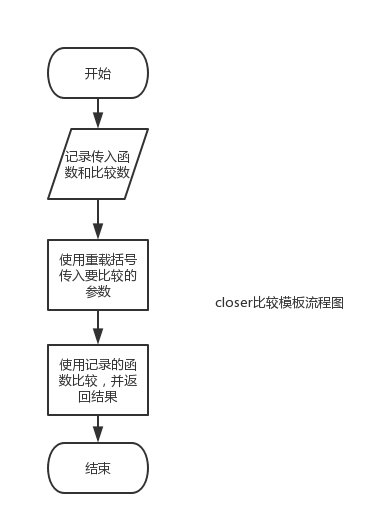 开始
记录传入函
数和比较数
使用重载括号
传入要比较的
参数
closer比较模板流程图
使用记录的函
数比较，并返
回结果
结束